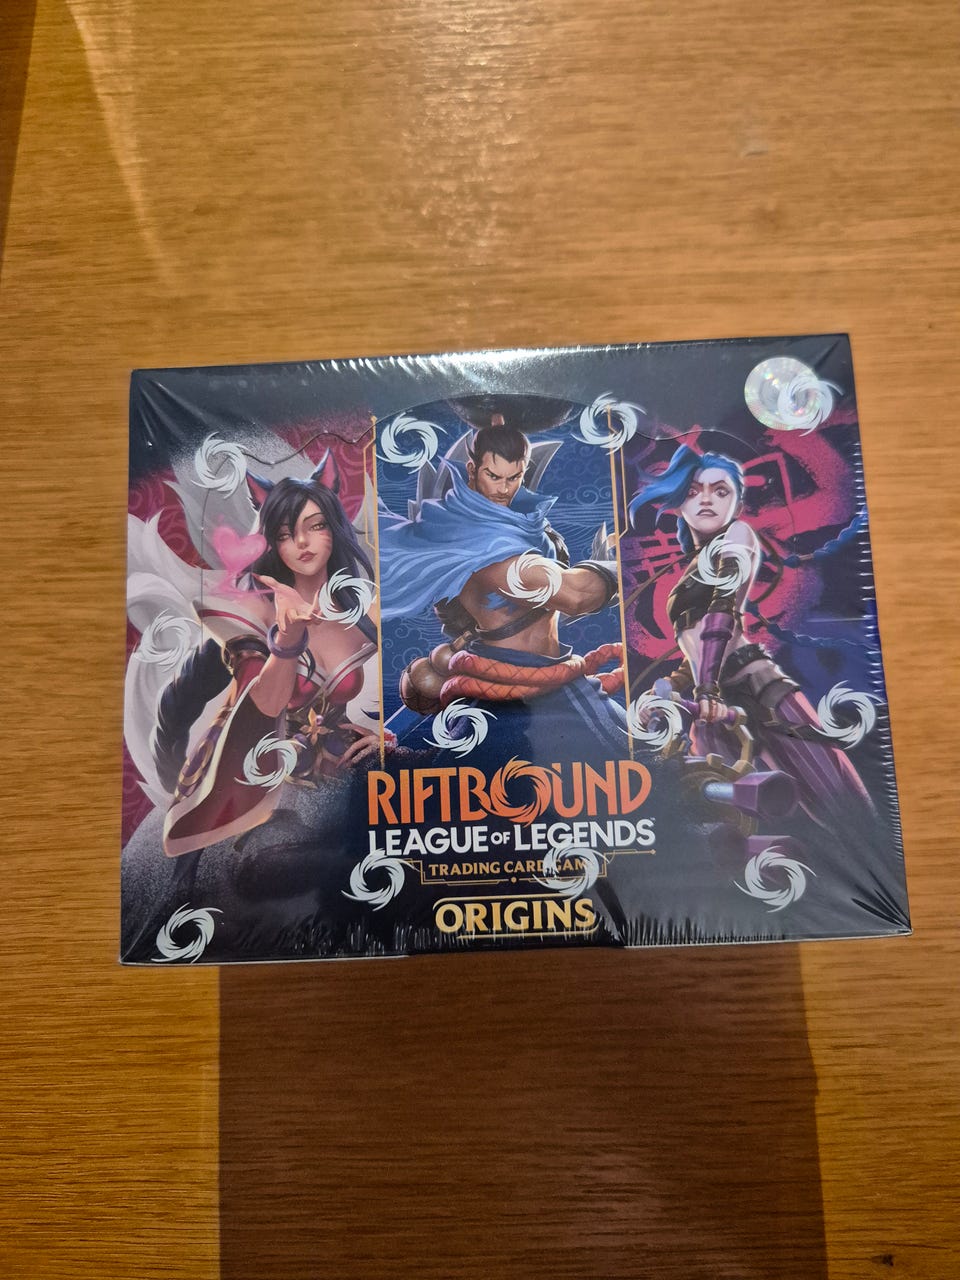 RIFTBOUND
LEAGUE OF LEGENDS
TRADING CARD GAME
ORIGINS